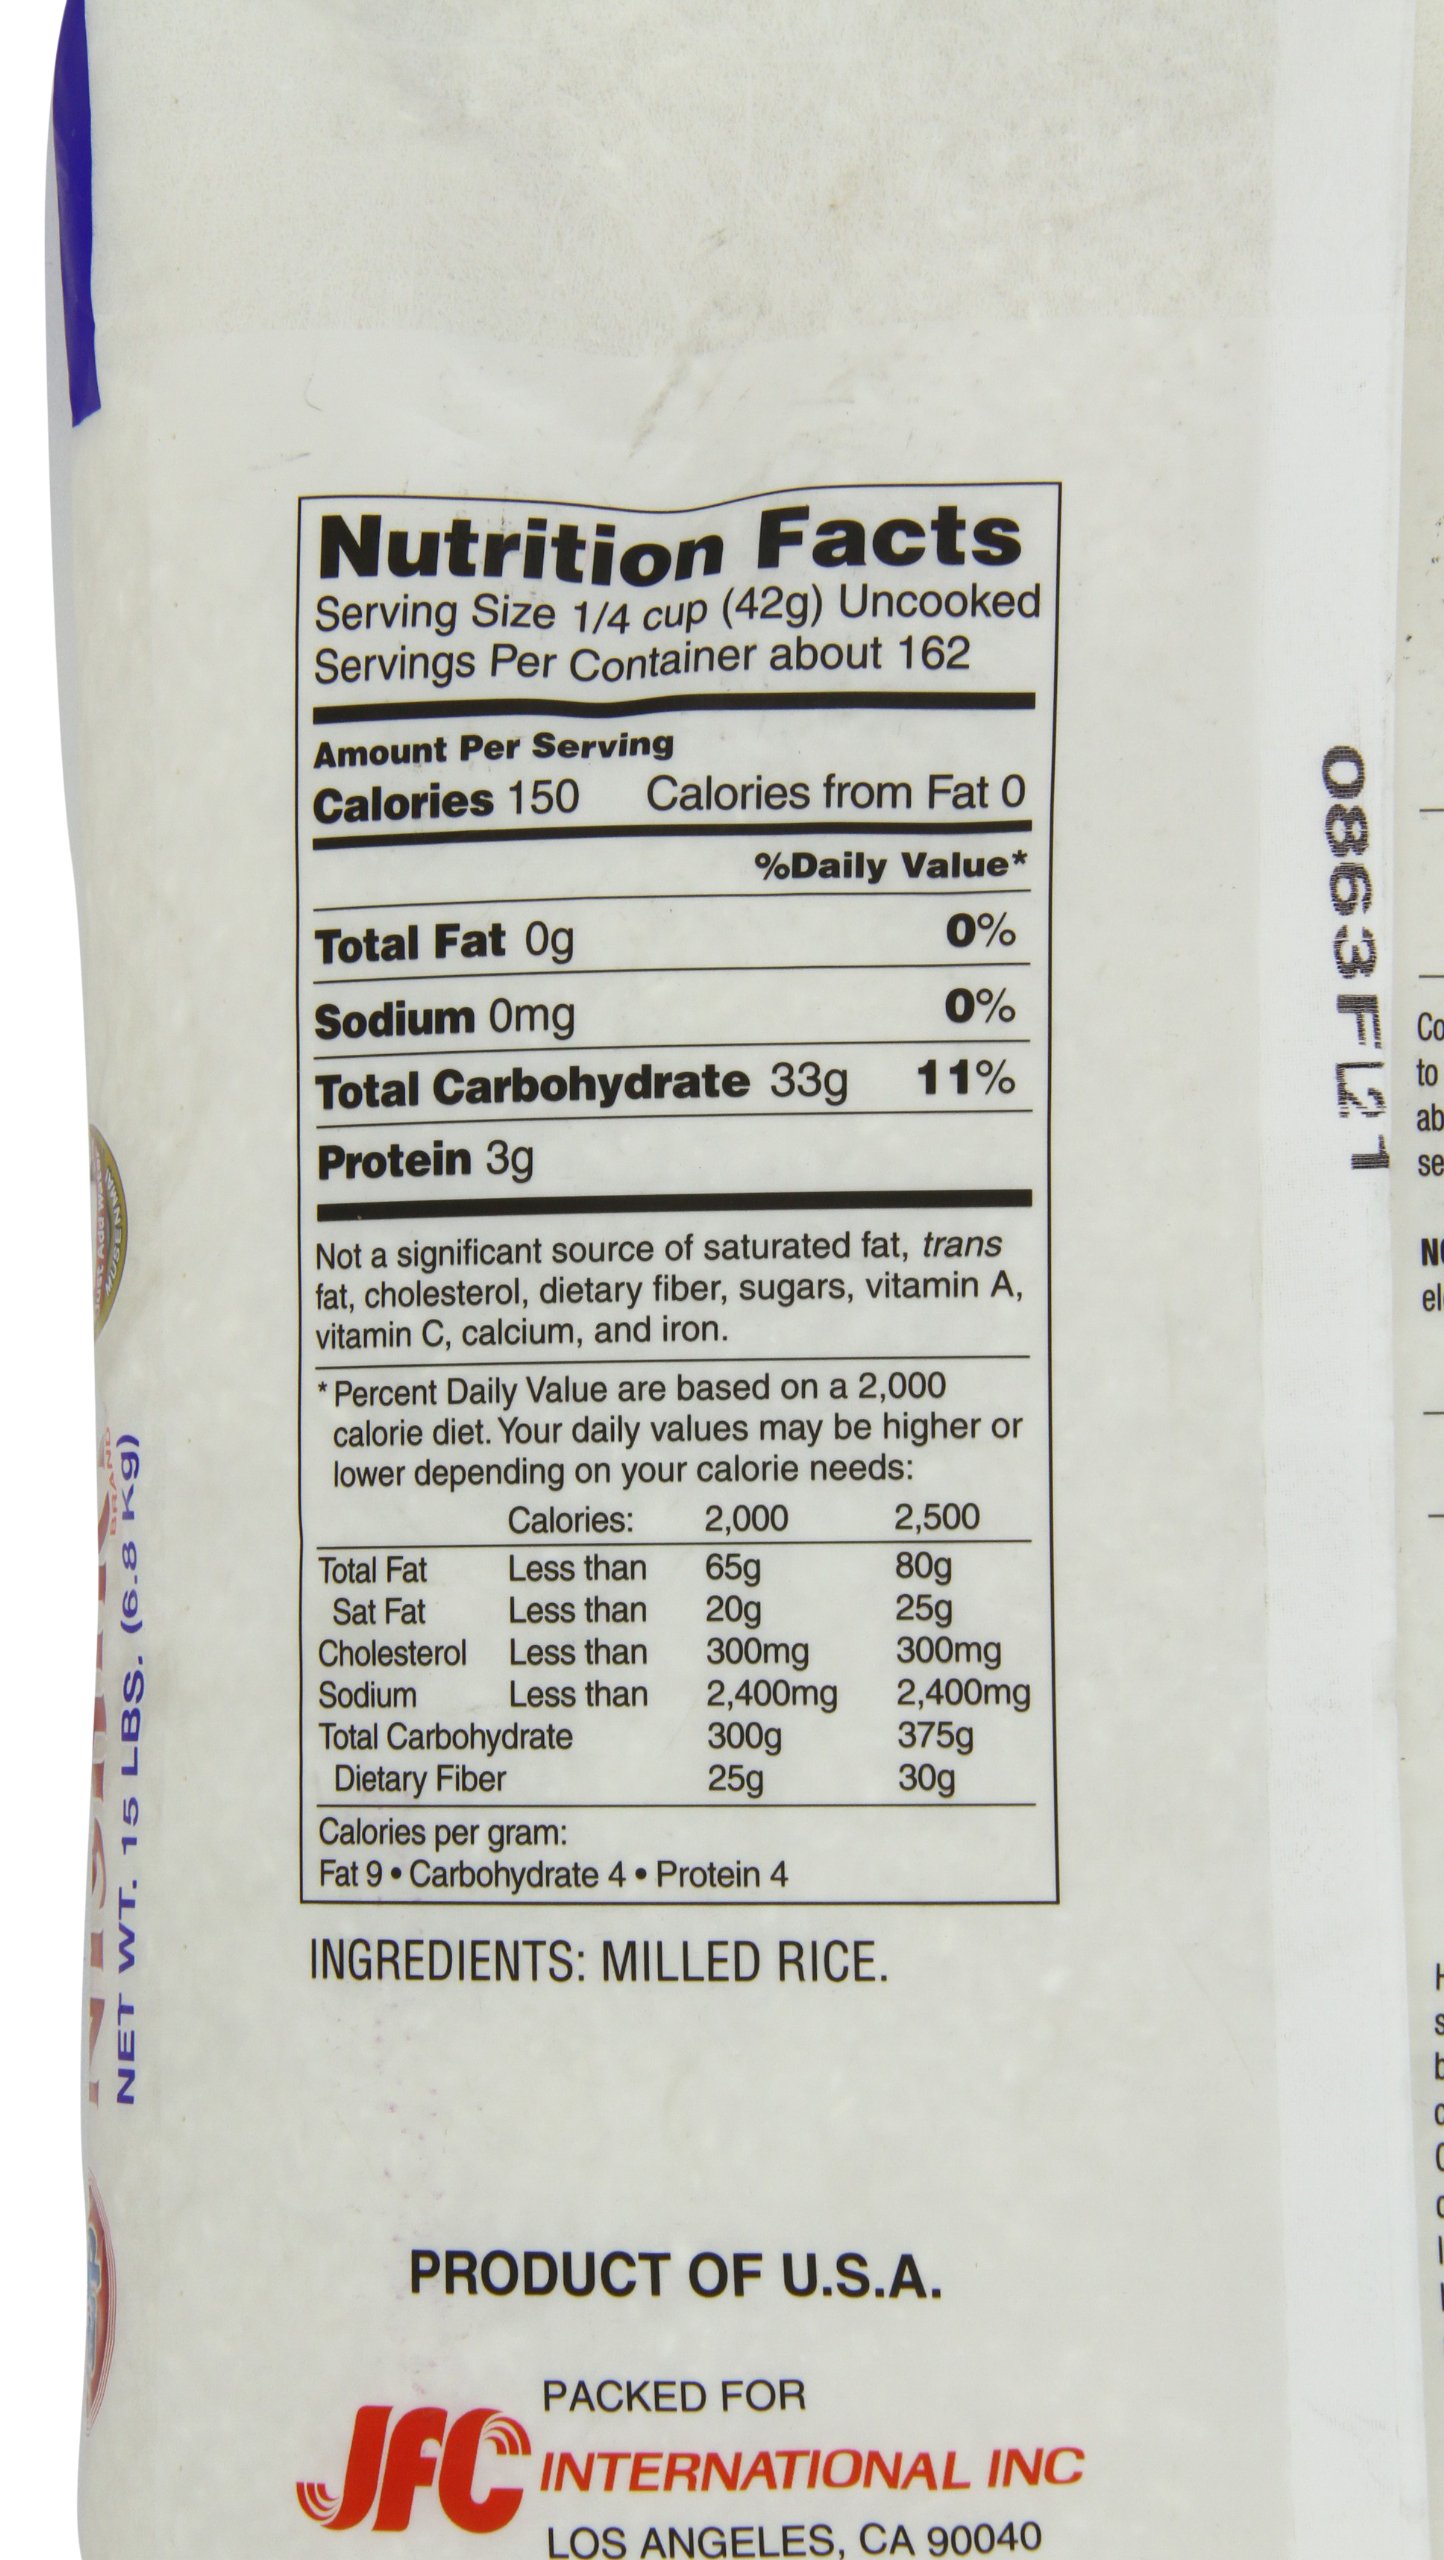 Nutrition Facts
Serving Size 1/4 cup (42g) Uncooked
Servings Per Container about 162
Amount Per Serving
Calories 150 Calories from Fat 0
%Daily Value*
Total Fat 0g 0%
Sodium 0mg 0%
Total Carbohydrate 33g 11%
Protein 3g
Not a significant source of saturated fat, trans
fat, cholesterol, dietary fiber, sugars, vitamin A,
vitamin C, calcium, and iron.
* Percent Daily Value are based on a 2,000
calorie diet. Your daily values may be higher or
lower depending on your calorie needs:
Calories: 2,000 2,500
Total Fat Less than 65g 80g
Sat Fat Less than 20g 25g
Cholesterol Less than 300mg 300mg
Sodium Less than 2,400mg 2,400mg
Total Carbohydrate 300g 375g
Dietary Fiber 25g 30g
Calories per gram:
Fat 9 • Carbohydrate 4 • Protein 4
INGREDIENTS: MILLED RICE.
PRODUCT OF U.S.A.
PACKED FOR
JFC INTERNATIONAL INC
LOS ANGELES, CA 90040
BRAND
NET WT. 15 LBS. (6.8 Kg)
Just Add Water
MUSENMAI
to